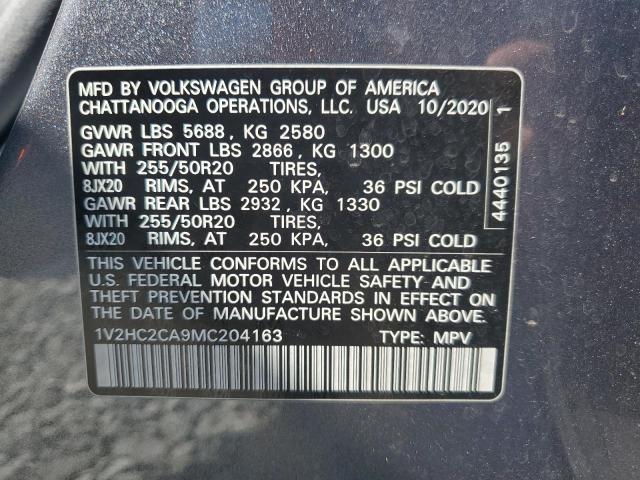 MFD BY VOLKSWAGEN GROUP OF AMERICA
CHATTANOOGA OPERATIONS, LLC. USA 10/2020
GVWR LBS 5688, KG 2580
GAWR FRONT LBS 2866, KG 1300
WITH 255/50R20 TIRES,
8JX20 RIMS, AT 250 KPA, 36 PSI COLD
GAWR REAR LBS 2932, KG 1330
WITH 255/50R20 TIRES,
8JX20 RIMS, AT 250 KPA, 36 PSI COLD
4440135 1
THIS VEHICLE CONFORMS TO ALL APPLICABLE
U.S. FEDERAL MOTOR VEHICLE SAFETY AND
THEFT PREVENTION STANDARDS IN EFFECT ON
THE DATE OF MANUFACTURE SHOWN ABOVE.
1V2HC2CA9MC204163 TYPE: MPV